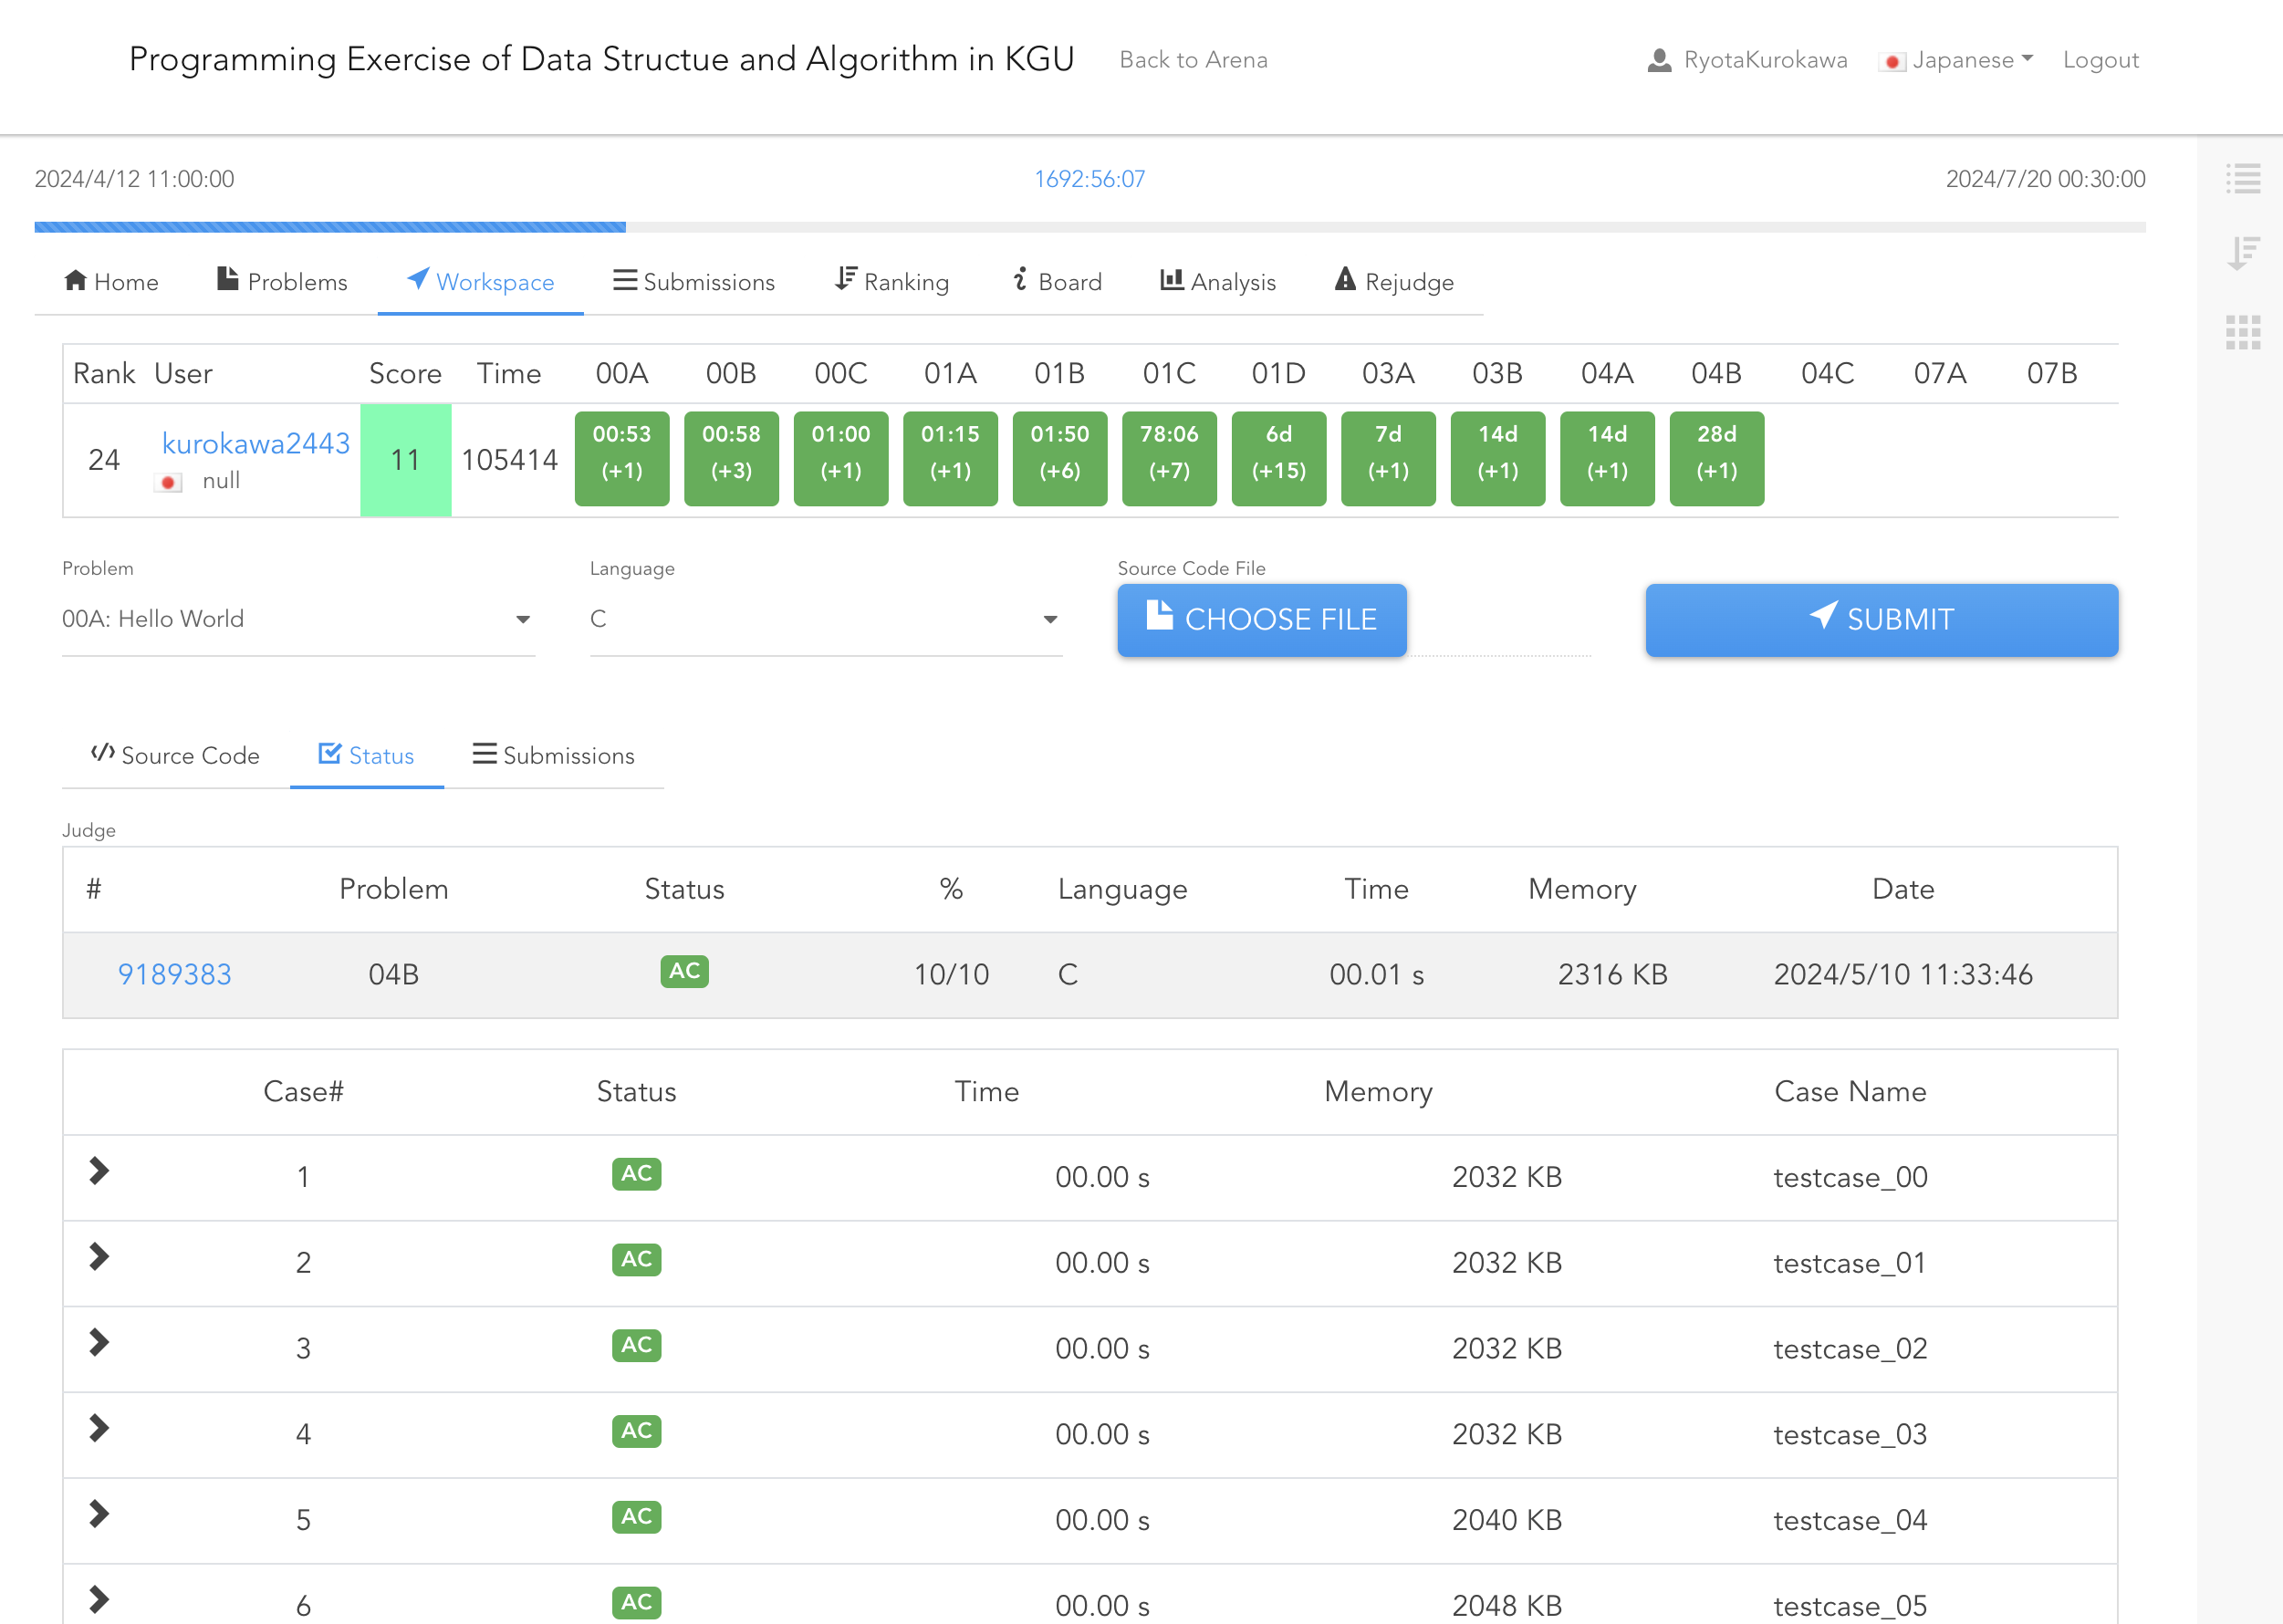 Programming Exercise of Data Structue and Algorithm in KGU Back to Arena RyotaKurokawa Japanese Logout
2024/4/12 11:00:00 1692:56:07 2024/7/20 00:30:00
Home Problems Workspace Submissions Ranking Board Analysis Rejudge
Rank User Score Time 00A 00B 00C 01A 01B 01C 01D 03A 03B 04A 04B 04C 07A 07B
24 kurokawa2443 null 11 105414 00:53 (+1) 00:58 (+3) 01:00 (+1) 01:15 (+1) 01:50 (+6) 78:06 (+7) 6d (+15) 7d (+1) 14d (+1) 14d (+1) 28d (+1)
Problem Language Source Code File
00A: Hello World C CHOOSE FILE SUBMIT
Source Code Status Submissions
Judge
# Problem Status % Language Time Memory Date
9189383 04B AC 10/10 C 00.01 s 2316 KB 2024/5/10 11:33:46
Case# Status Time Memory Case Name
1 AC 00.00 s 2032 KB testcase_00
2 AC 00.00 s 2032 KB testcase_01
3 AC 00.00 s 2032 KB testcase_02
4 AC 00.00 s 2032 KB testcase_03
5 AC 00.00 s 2040 KB testcase_04
6 AC 00.00 s 2048 KB testcase_05